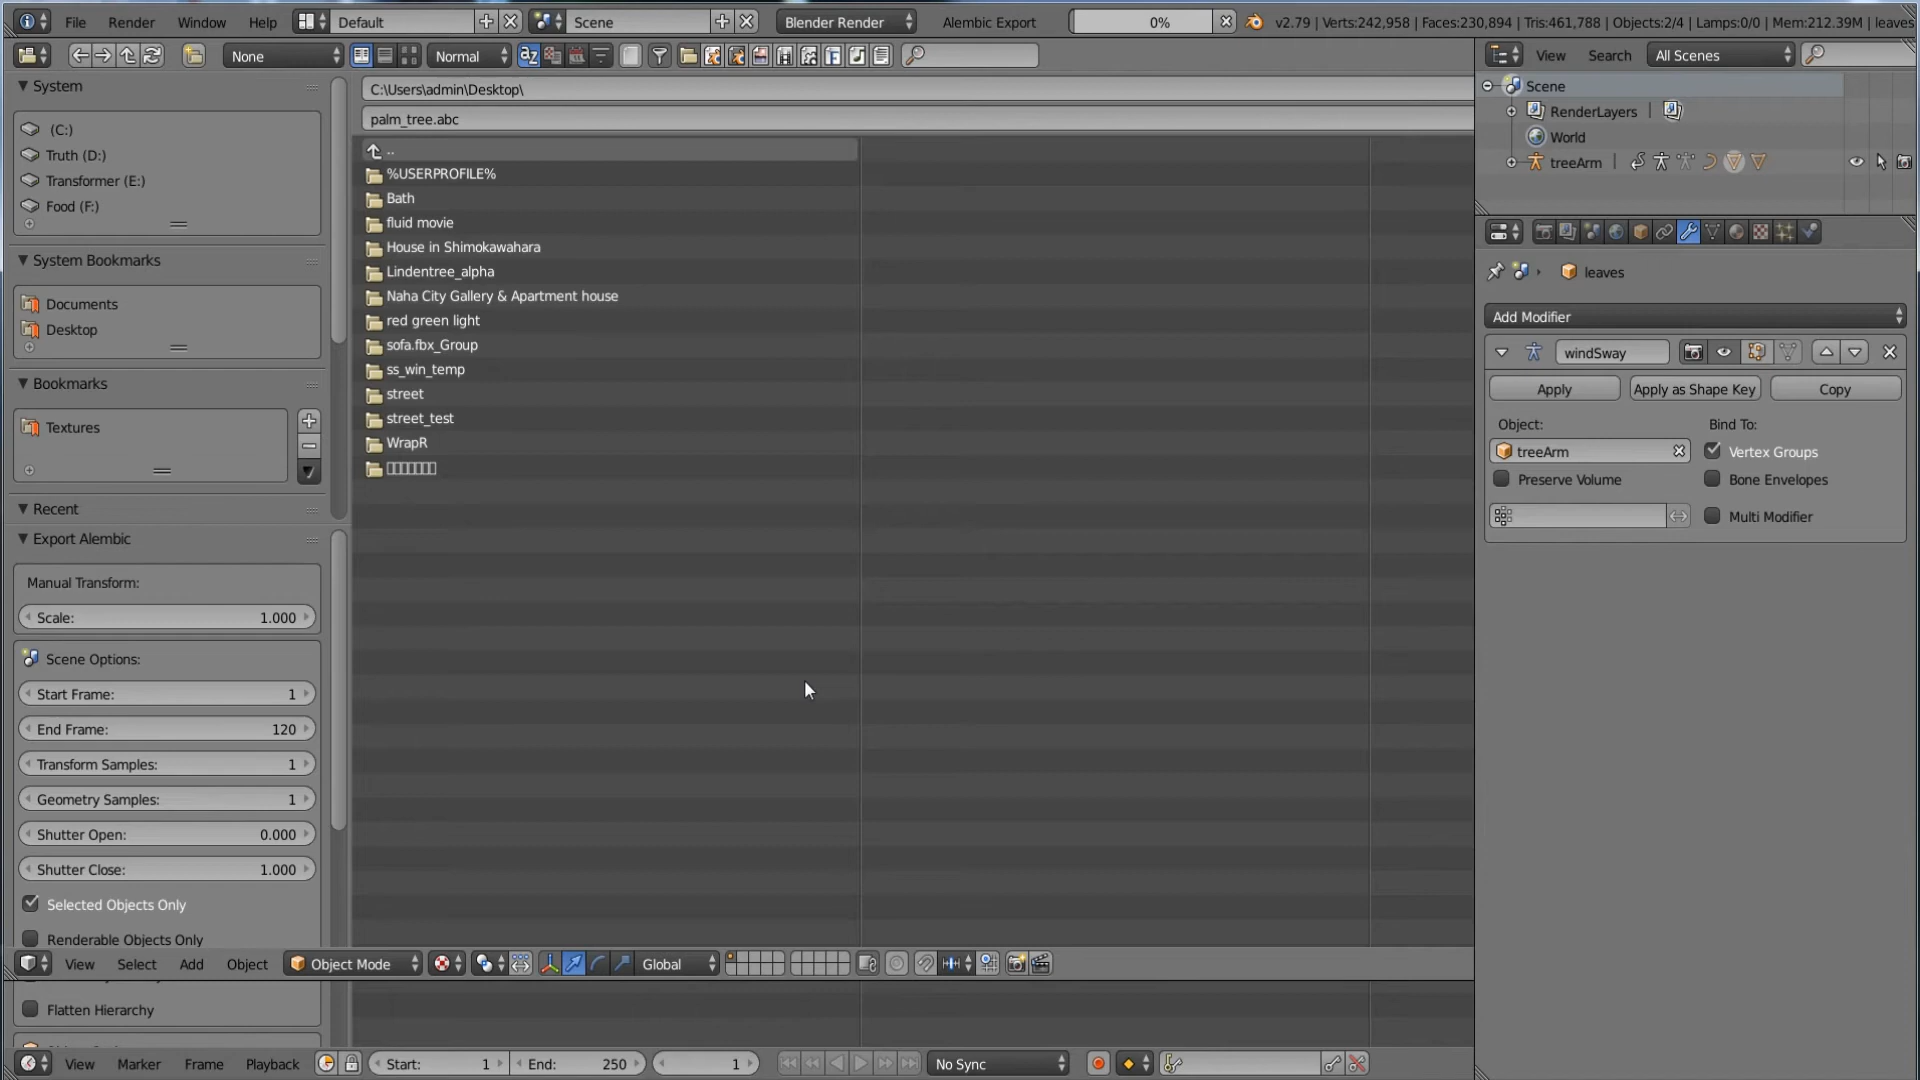 File Render Window Help Default Scene Blender Render Alembic Export 0% v2.79 | Verts:242,958 | Faces:230,894 | Tris:461,788 | Objects:2/4 | Lamps:0/0 | Mem:212.39M | leaves
None Normal
View Search All Scenes
System
(C:)
Truth (D:)
Transformer (E:)
Food (F:)
System Bookmarks
Documents
Desktop
Bookmarks
Textures
Recent
Export Alembic
Manual Transform:
Scale: 1.000
Scene Options:
Start Frame: 1
End Frame: 120
Transform Samples: 1
Geometry Samples: 1
Shutter Open: 0.000
Shutter Close: 1.000
Selected Objects Only
Renderable Objects Only
Flatten Hierarchy
C:\Users\admin\Desktop\
palm_tree.abc
..
%USERPROFILE%
Bath
fluid movie
House in Shimokawahara
Lindentree_alpha
Naha City Gallery & Apartment house
red green light
sofa.fbx_Group
ss_win_temp
street
street_test
WrapR
Scene
RenderLayers
World
treeArm
leaves
Add Modifier
windSway
Apply Apply as Shape Key Copy
Object: Bind To:
treeArm Vertex Groups
Preserve Volume Bone Envelopes
Multi Modifier
View Select Add Object Object Mode Global
View Marker Frame Playback Start: 1 End: 250 1 No Sync